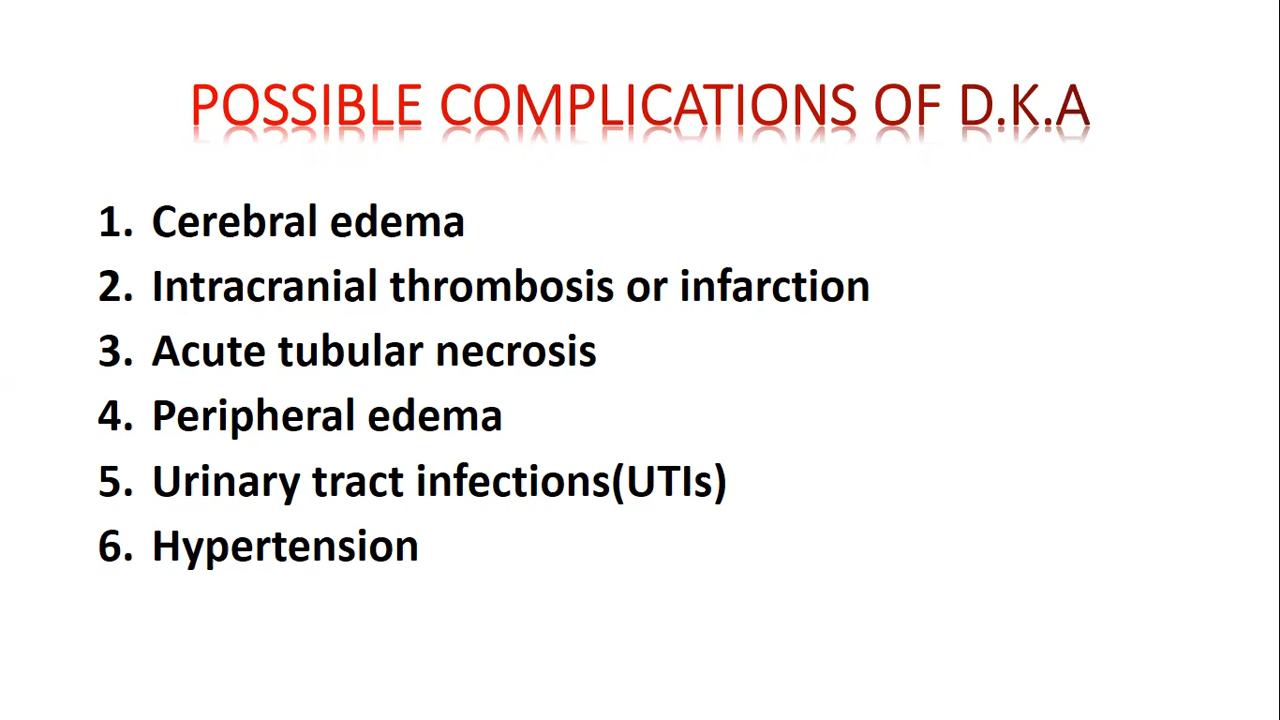 POSSIBLE COMPLICATIONS OF D.K.A
1. Cerebral edema
2. Intracranial thrombosis or infarction
3. Acute tubular necrosis
4. Peripheral edema
5. Urinary tract infections(UTIs)
6. Hypertension